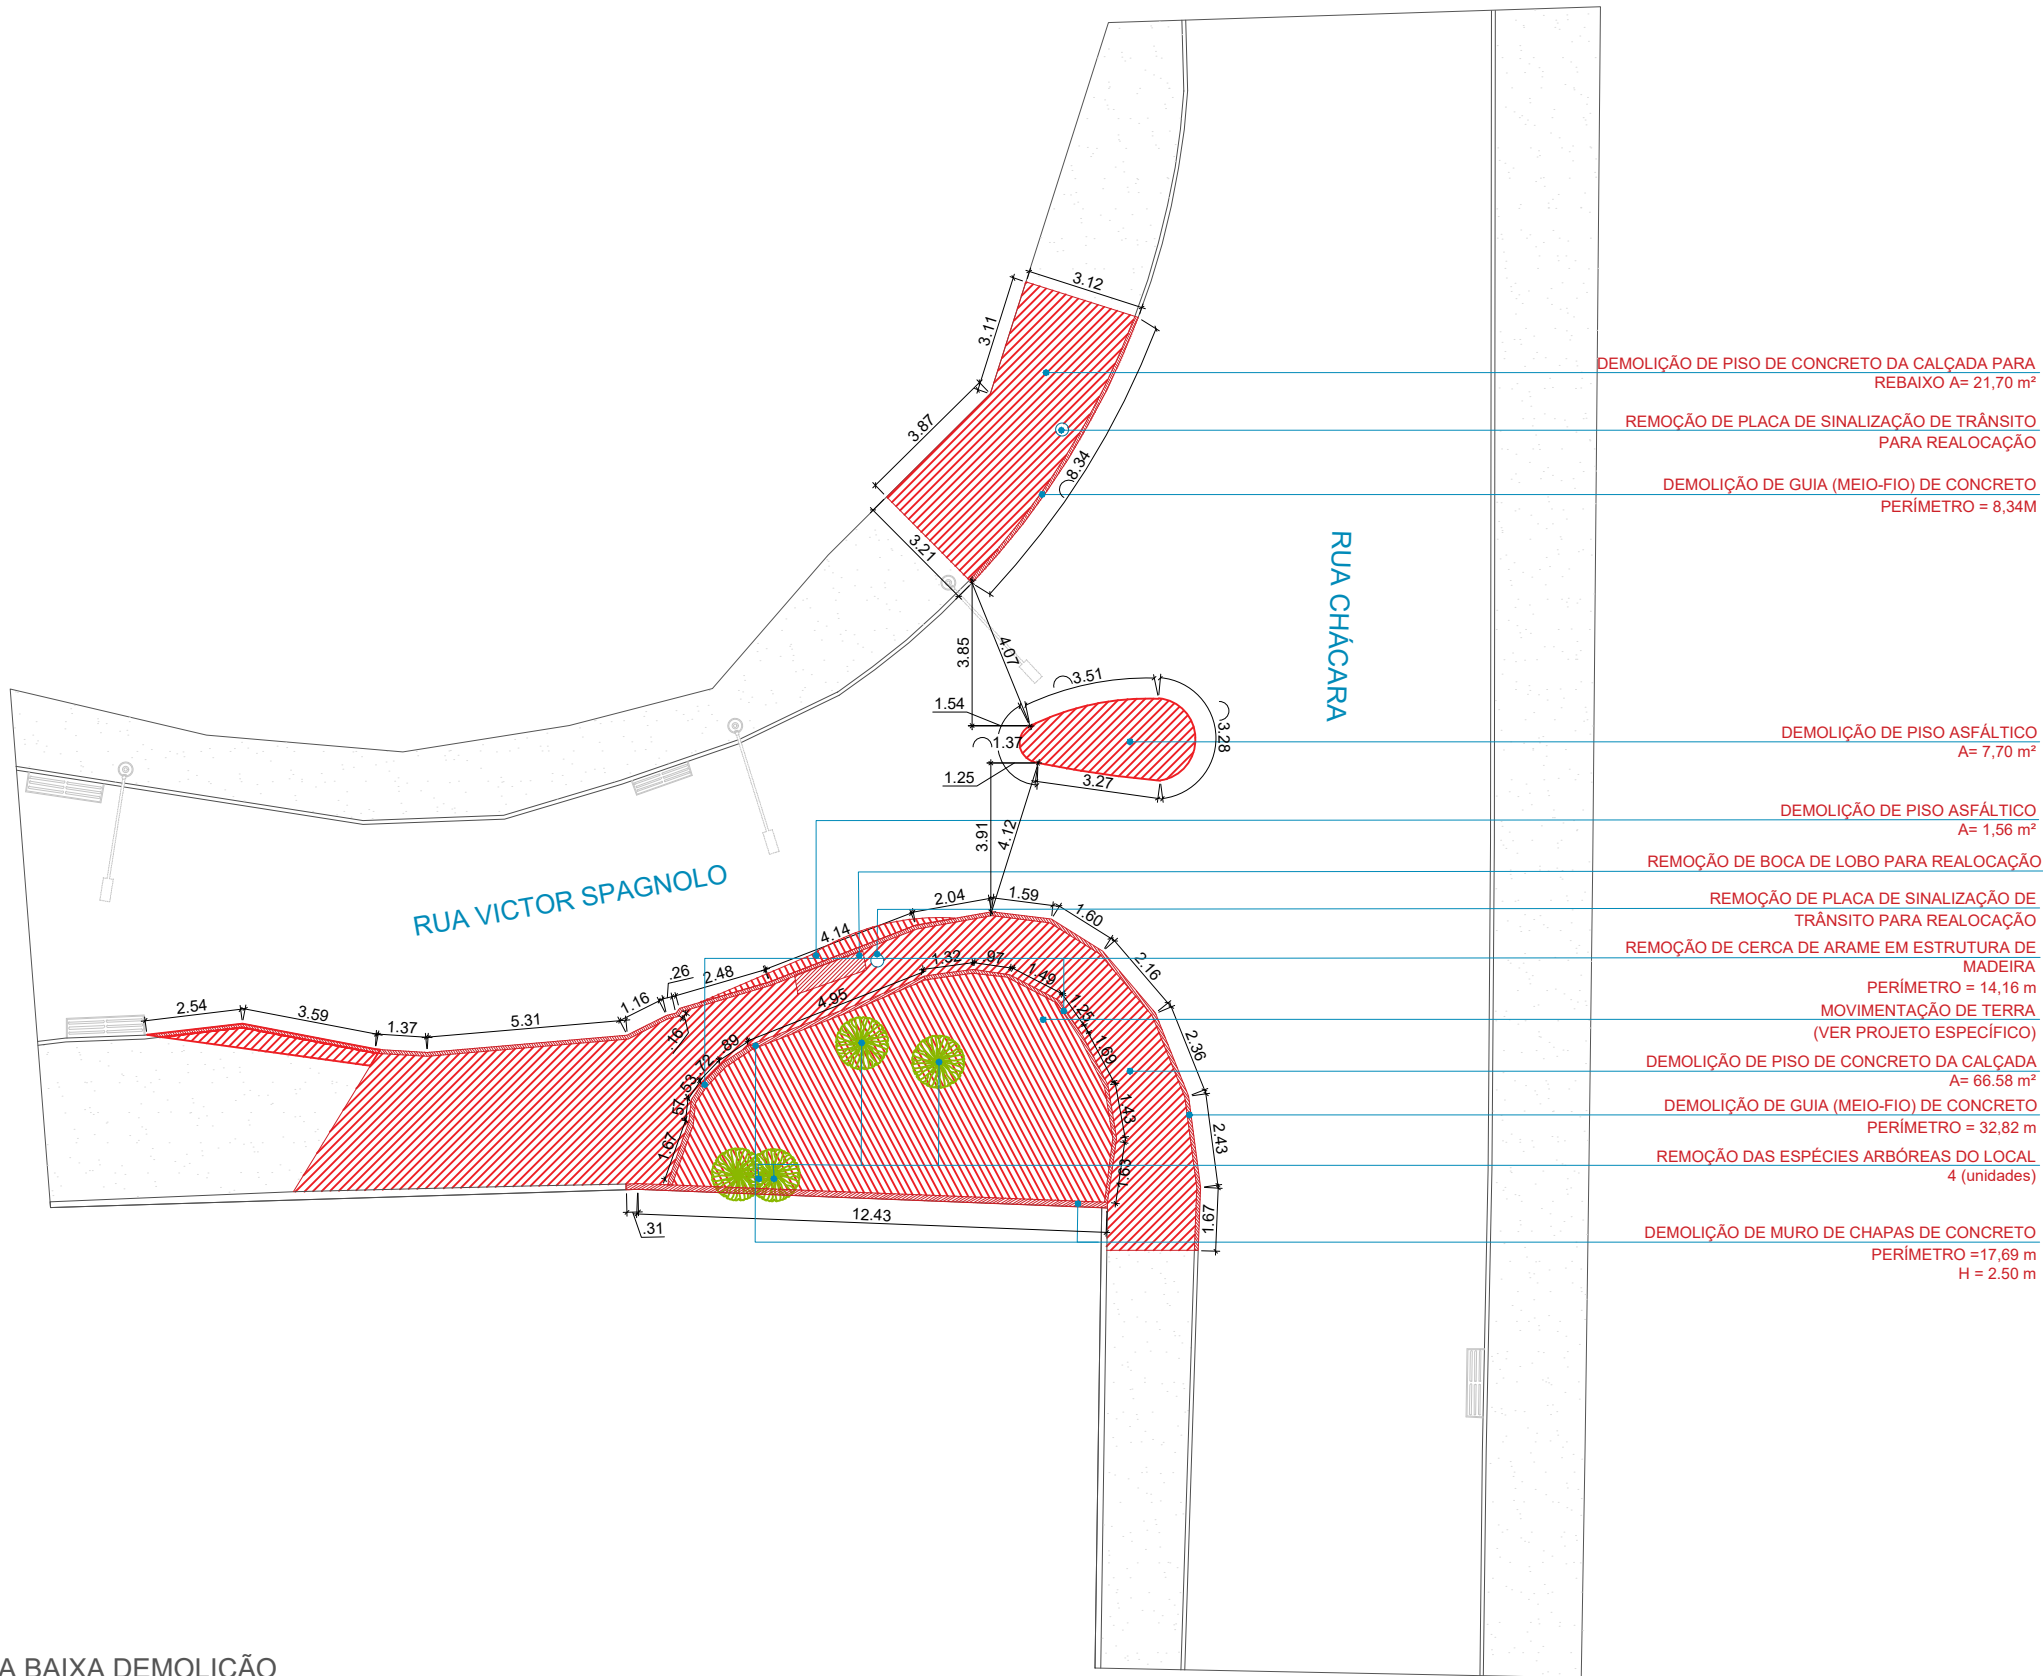 3.12
3.11
DEMOLIÇÃO DE PISO DE CONCRETO DA CALÇADA PARA
REBAIXO A= 21,70 m²
3.87
REMOÇÃO DE PLACA DE SINALIZAÇÃO DE TRÂNSITO
PARA REALOCAÇÃO
8.34
DEMOLIÇÃO DE GUIA (MEIO-FIO) DE CONCRETO
PERÍMETRO = 8,34M
3.21
RUA CHÁCARA
3.85
4.07
3.51
1.54
3.28
1.37
DEMOLIÇÃO DE PISO ASFÁLTICO
A= 7,70 m²
1.25
3.27
3.91
4.12
DEMOLIÇÃO DE PISO ASFÁLTICO
A= 1,56 m²
REMOÇÃO DE BOCA DE LOBO PARA REALOCAÇÃO
RUA VICTOR SPAGNOLO
2.04
1.59
1.60
REMOÇÃO DE PLACA DE SINALIZAÇÃO DE
TRÂNSITO PARA REALOCAÇÃO
4.14
REMOÇÃO DE CERCA DE ARAME EM ESTRUTURA DE
MADEIRA
PERÍMETRO = 14,16 m
.26
2.48
1.32
.97
1.49
2.16
4.95
2.54
3.59
1.37
5.31
1.16
.16
1.25
MOVIMENTAÇÃO DE TERRA
(VER PROJETO ESPECÍFICO)
.89
.72
.53
.57
1.69
2.36
DEMOLIÇÃO DE PISO DE CONCRETO DA CALÇADA
A= 66.58 m²
1.43
2.43
DEMOLIÇÃO DE GUIA (MEIO-FIO) DE CONCRETO
PERÍMETRO = 32,82 m
1.67
1.63
REMOÇÃO DAS ESPÉCIES ARBÓREAS DO LOCAL
4 (unidades)
.31
12.43
1.67
DEMOLIÇÃO DE MURO DE CHAPAS DE CONCRETO
PERÍMETRO =17,69 m
H = 2.50 m
A BAIXA DEMOLIÇÃO